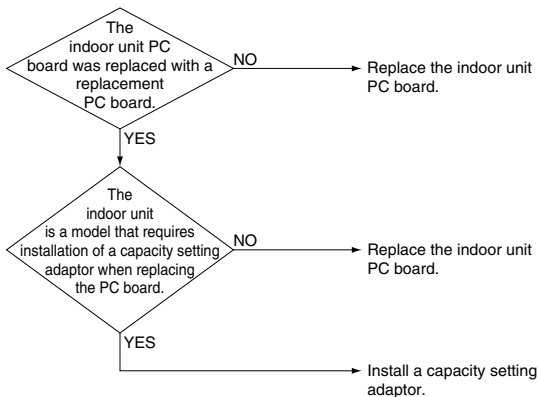 The
indoor unit PC
board was replaced with a
replacement
PC board.
NO
Replace the indoor unit
PC board.
YES
The
indoor unit
is a model that requires
installation of a capacity setting
adaptor when replacing
the PC board.
NO
Replace the indoor unit
PC board.
YES
Install a capacity setting
adaptor.